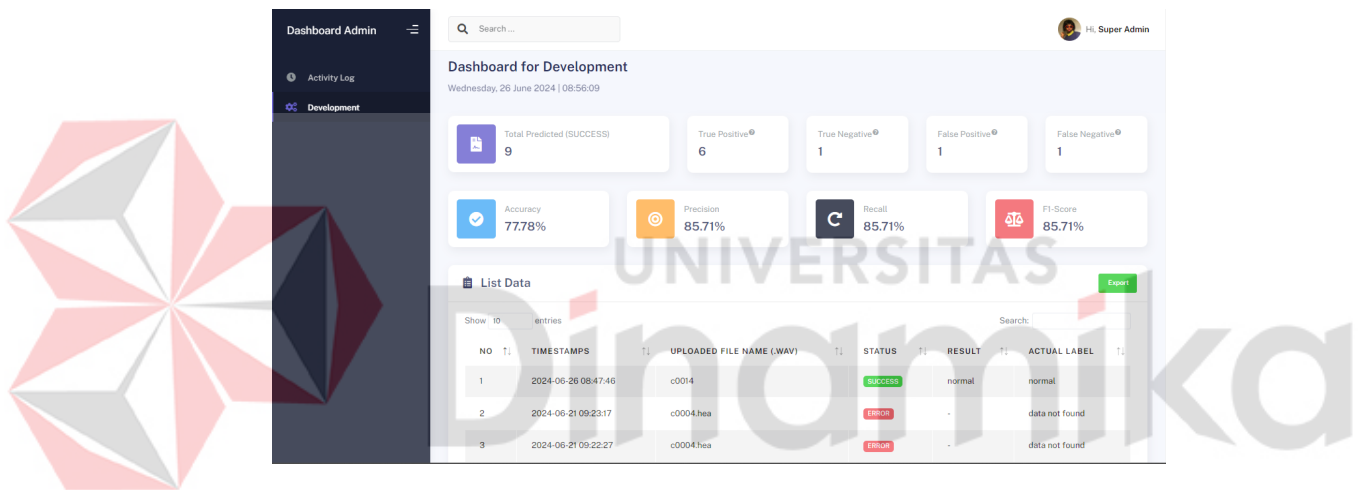 Dashboard Admin
Search ...
Hi, Super Admin
Activity Log
Development
Dashboard for Development
Wednesday, 26 June 2024 | 08:56:09
Total Predicted (SUCCESS)
9
True Positive
6
True Negative
1
False Positive
1
False Negative
1
Accuracy
77.78%
Precision
85.71%
Recall
85.71%
F1-Score
85.71%
UNIVERSITAS
Dinamika
List Data
Export
Show 10 entries
Search:
NO TIMESTAMPS UPLOADED FILE NAME (.WAV) STATUS RESULT ACTUAL LABEL
1 2024-06-26 08:47:46 c0014 SUCCESS normal normal
2 2024-06-21 09:23:17 c0004.hea ERROR - data not found
3 2024-06-21 09:22:27 c0004.hea ERROR - data not found